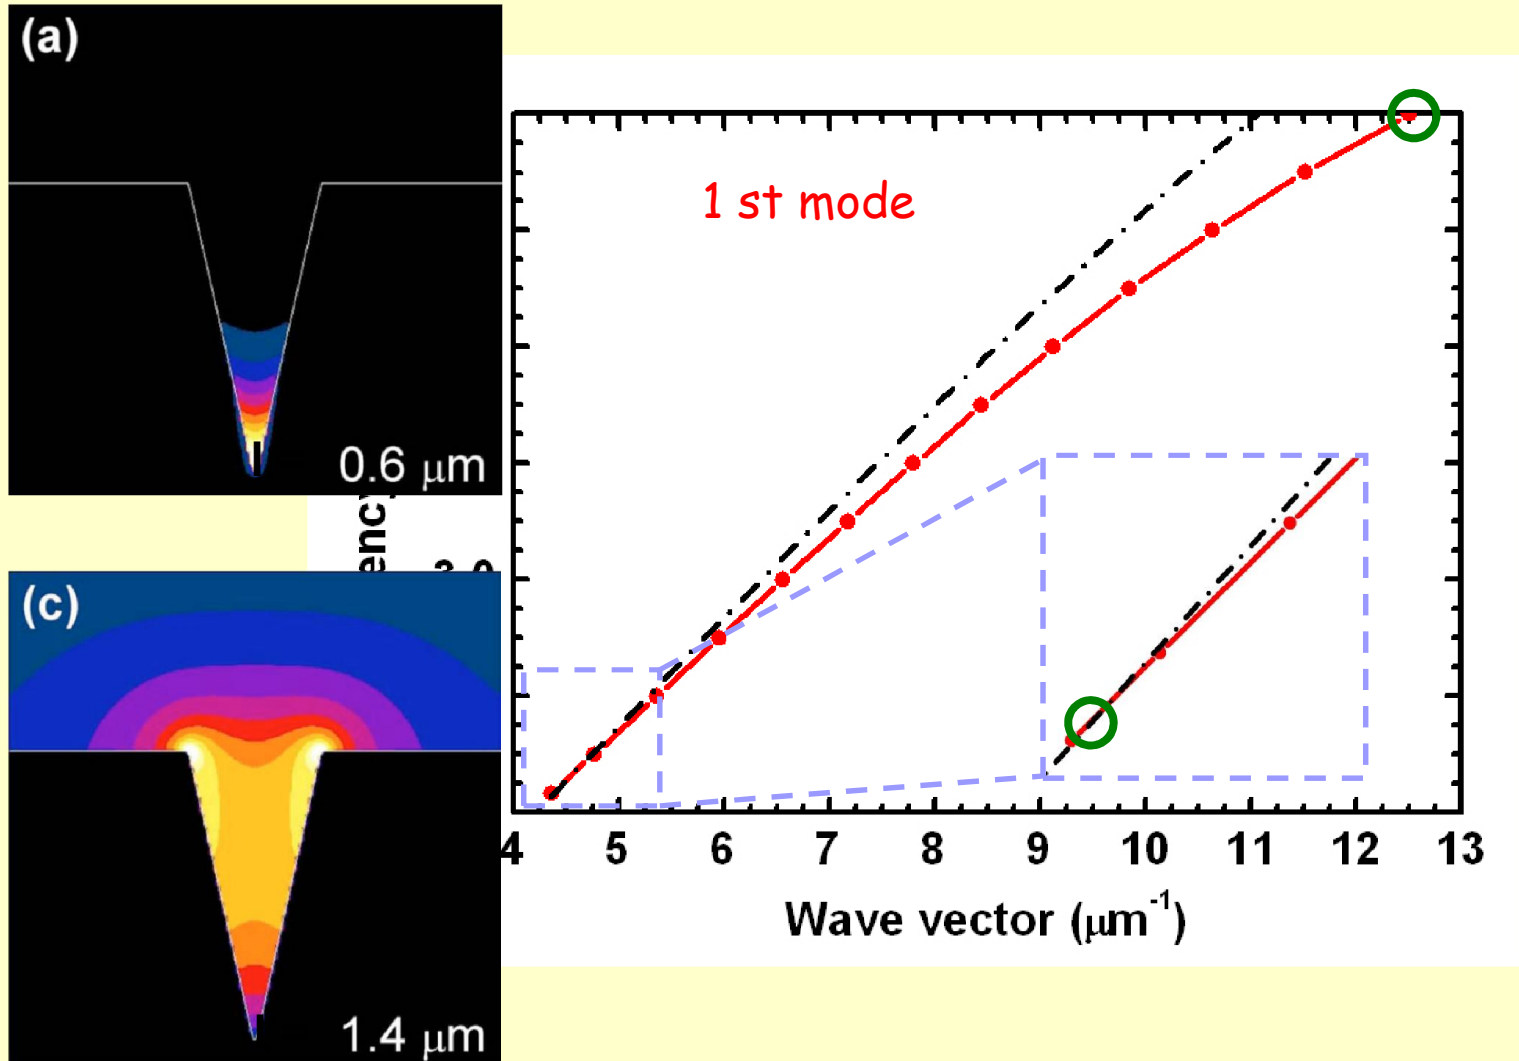 (a)
1 st mode
0.6 μm
(c)
1.4 μm
4 5 6 7 8 9 10 11 12 13
Wave vector (μm⁻¹)